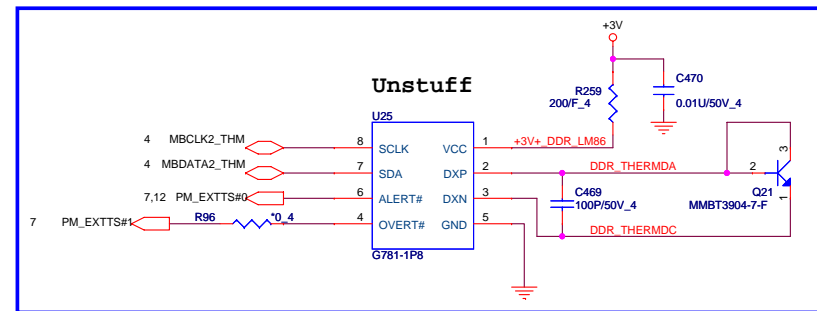 +3V
Unstuff
R259
200/F_4
C470
0.01U/50V_4
U25
4 MBCLK2_THM
8 SCLK VCC 1
+3V+_DDR_LM86
4 MBDATA2_THM
7 SDA DXP 2
DDR_THERMDA
2 3
7,12 PM_EXTTS#0
6 ALERT# DXN 3
C469
100P/50V_4
Q21
1
MMBT3904-7-F
7 PM_EXTTS#1
R96 *0_4
4 OVERT# GND 5
DDR_THERMDC
G781-1P8